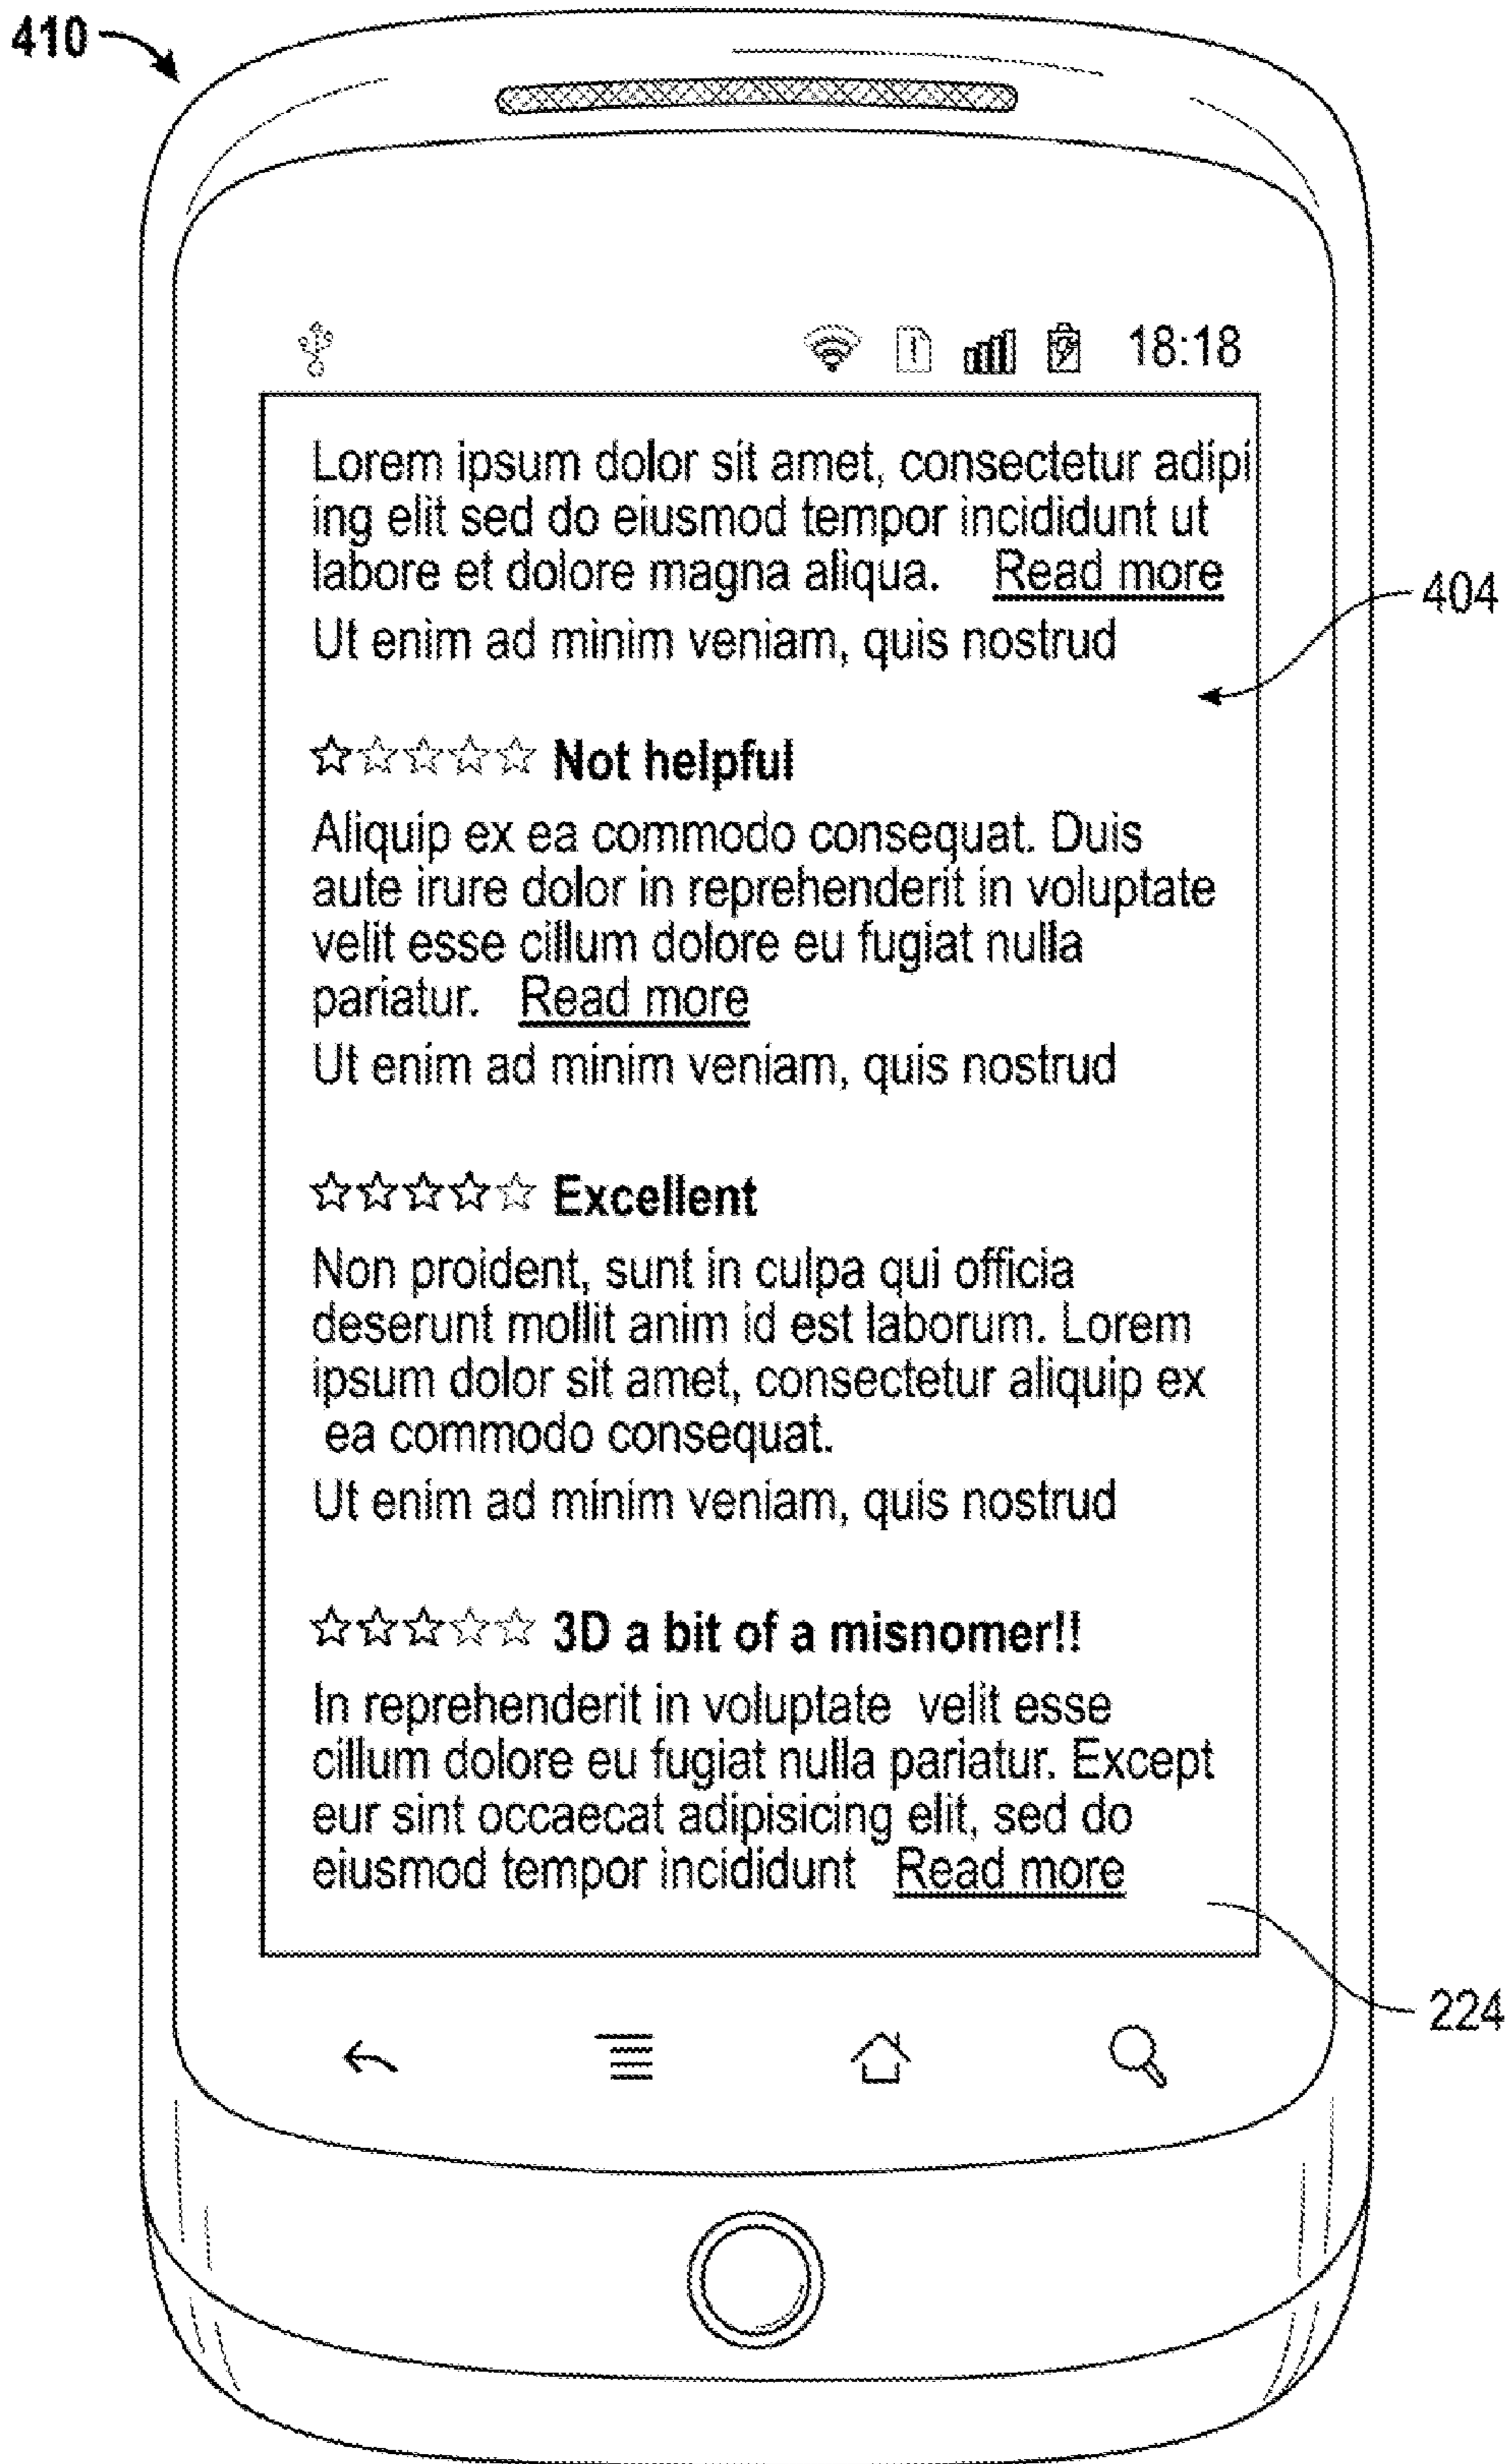 410
18:18
Lorem ipsum dolor sit amet, consectetur adipi
ing elit sed do eiusmod tempor incididunt ut
labore et dolore magna aliqua. Read more
404
Ut enim ad minim veniam, quis nostrud
Not helpful
Aliquip ex ea commodo consequat. Duis
aute irure dolor in reprehenderit in voluptate
velit esse cillum dolore eu fugiat nulla
pariatur. Read more
Ut enim ad minim veniam, quis nostrud
Excellent
Non proident, sunt in culpa qui officia
deserunt mollit anim id est laborum. Lorem
ipsum dolor sit amet, consectetur aliquip ex
ea commodo consequat.
Ut enim ad minim veniam, quis nostrud
3D a bit of a misnomer!!
In reprehenderit in voluptate velit esse
cillum dolore eu fugiat nulla pariatur. Except
eur sint occaecat adipisicing elit, sed do
eiusmod tempor incididunt Read more
224